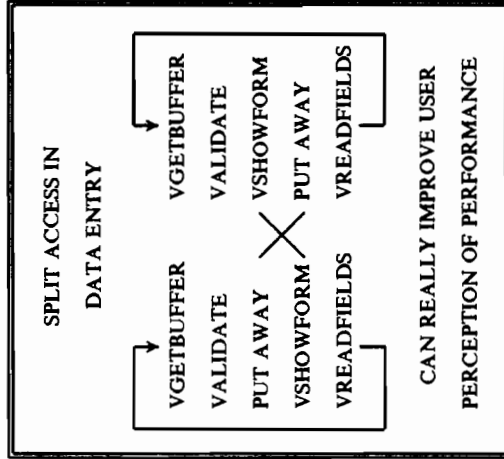 SPLIT ACCESS IN
DATA ENTRY
VGETBUFFER
VALIDATE
PUT AWAY
VSHOWFORM
VREADFIELDS
VGETBUFFER
VALIDATE
VSHOWFORM
PUT AWAY
VREADFIELDS
CAN REALLY IMPROVE USER
PERCEPTION OF PERFORMANCE